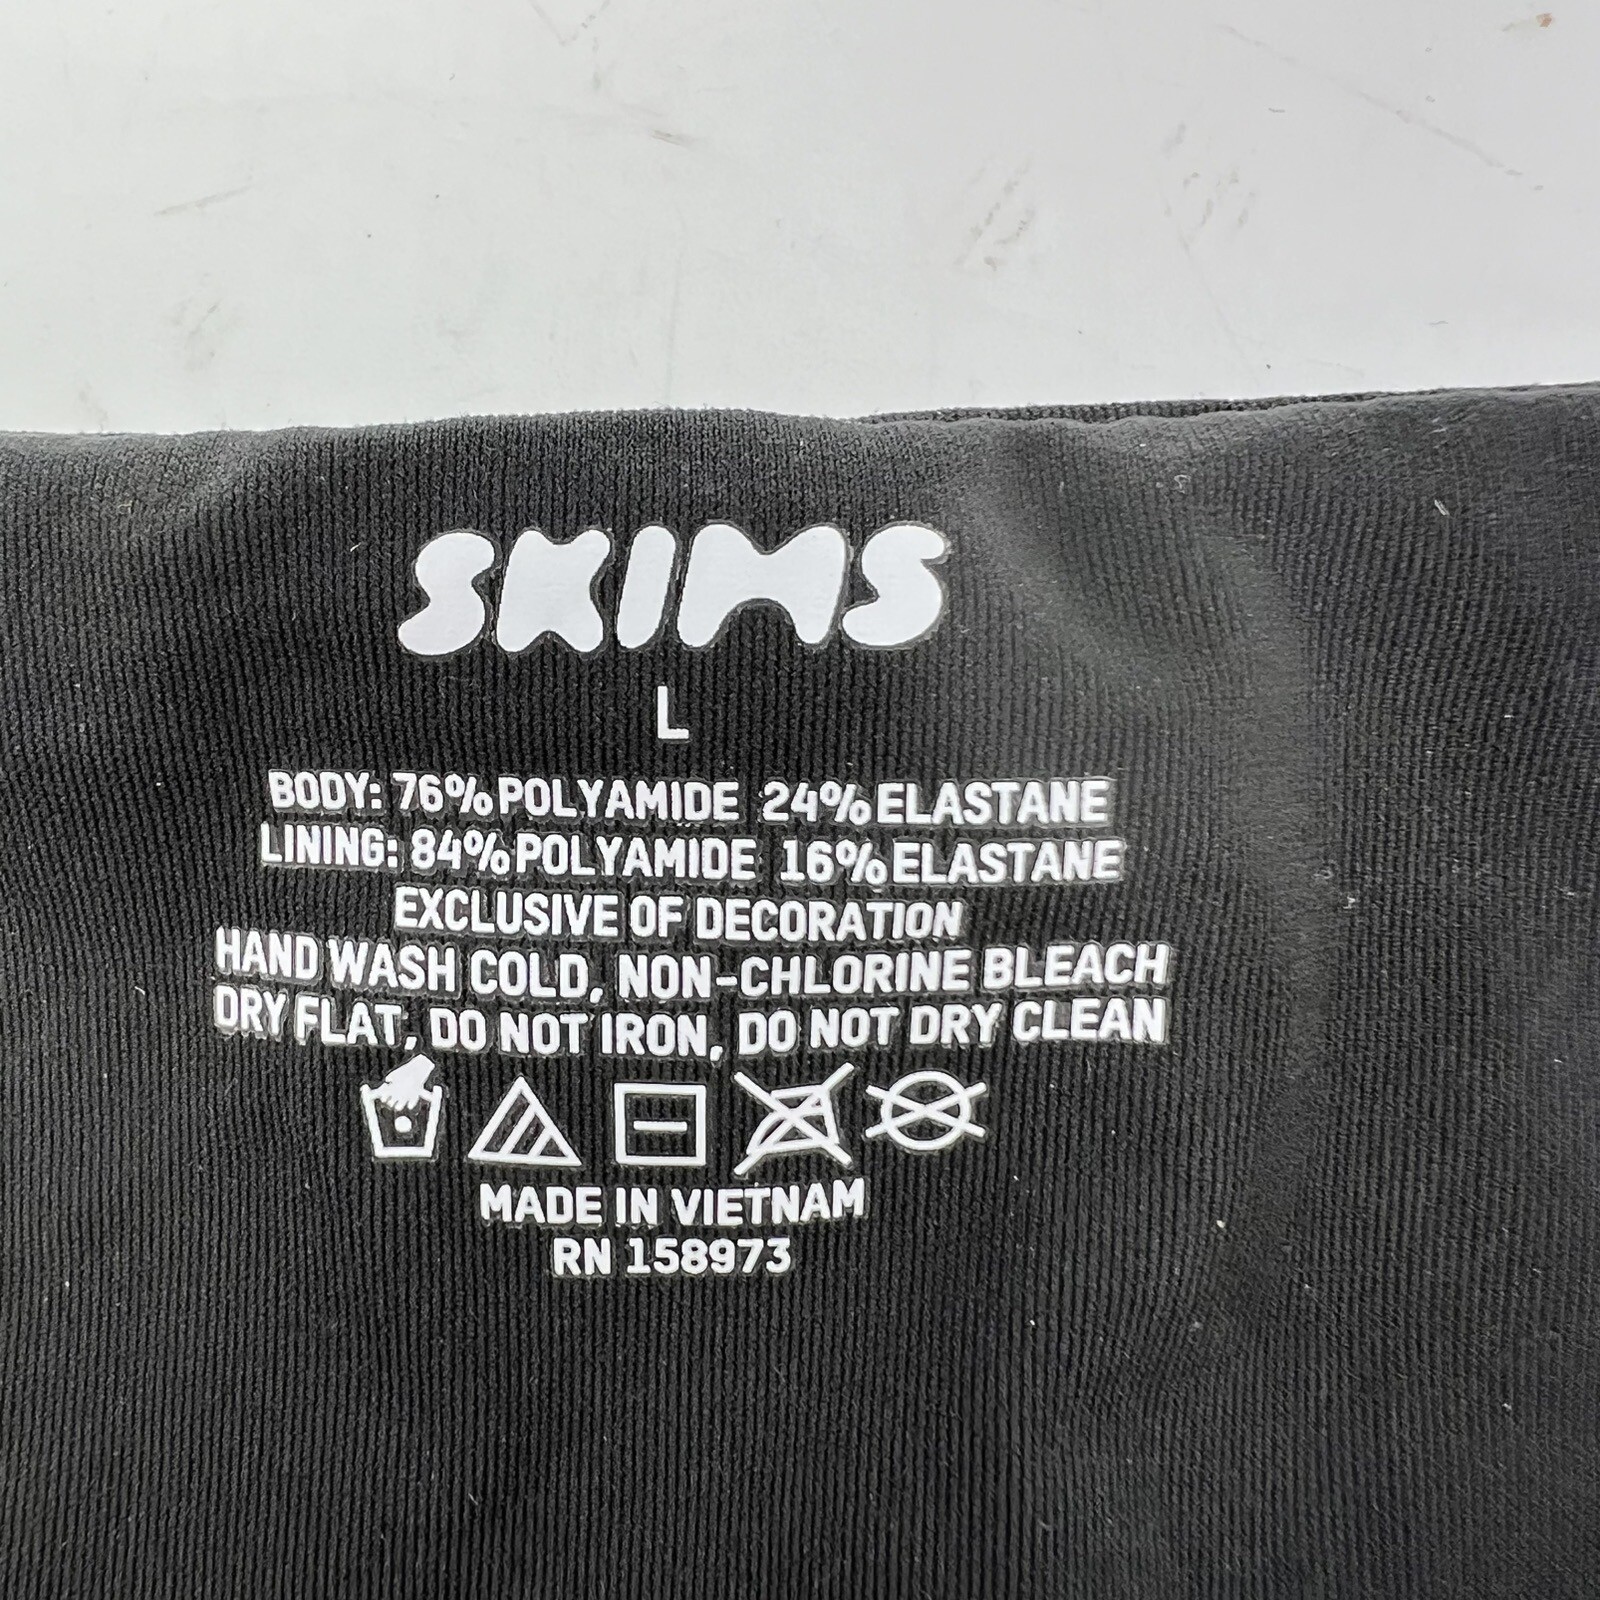 SKIMS
L
BODY: 76% POLYAMIDE 24% ELASTANE
LINING: 84% POLYAMIDE 16% ELASTANE
EXCLUSIVE OF DECORATION
HAND WASH COLD, NON-CHLORINE BLEACH
DRY FLAT, DO NOT IRON, DO NOT DRY CLEAN
MADE IN VIETNAM
RN 158973